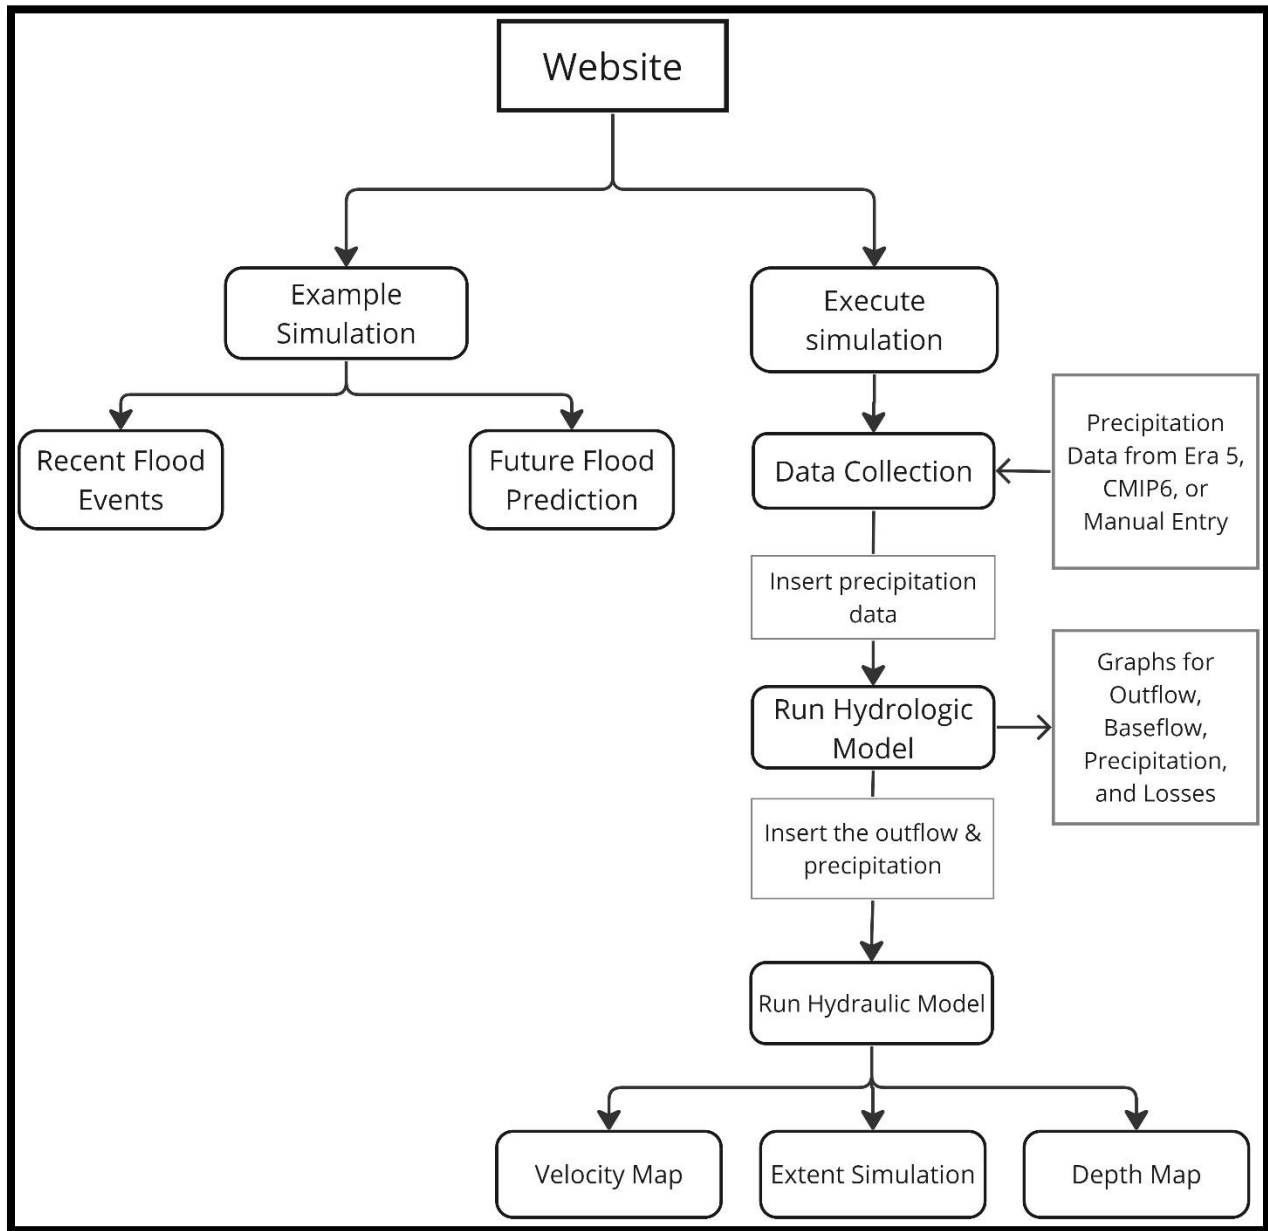 Website
Example
Simulation
Execute
simulation
Recent Flood
Events
Future Flood
Prediction
Data Collection
Precipitation
Data from Era 5,
CMIP6, or
Manual Entry
Insert precipitation
data
Run Hydrologic
Model
Graphs for
Outflow,
Baseflow,
Precipitation,
and Losses
Insert the outflow &
precipitation
Run Hydraulic Model
Velocity Map
Extent Simulation
Depth Map